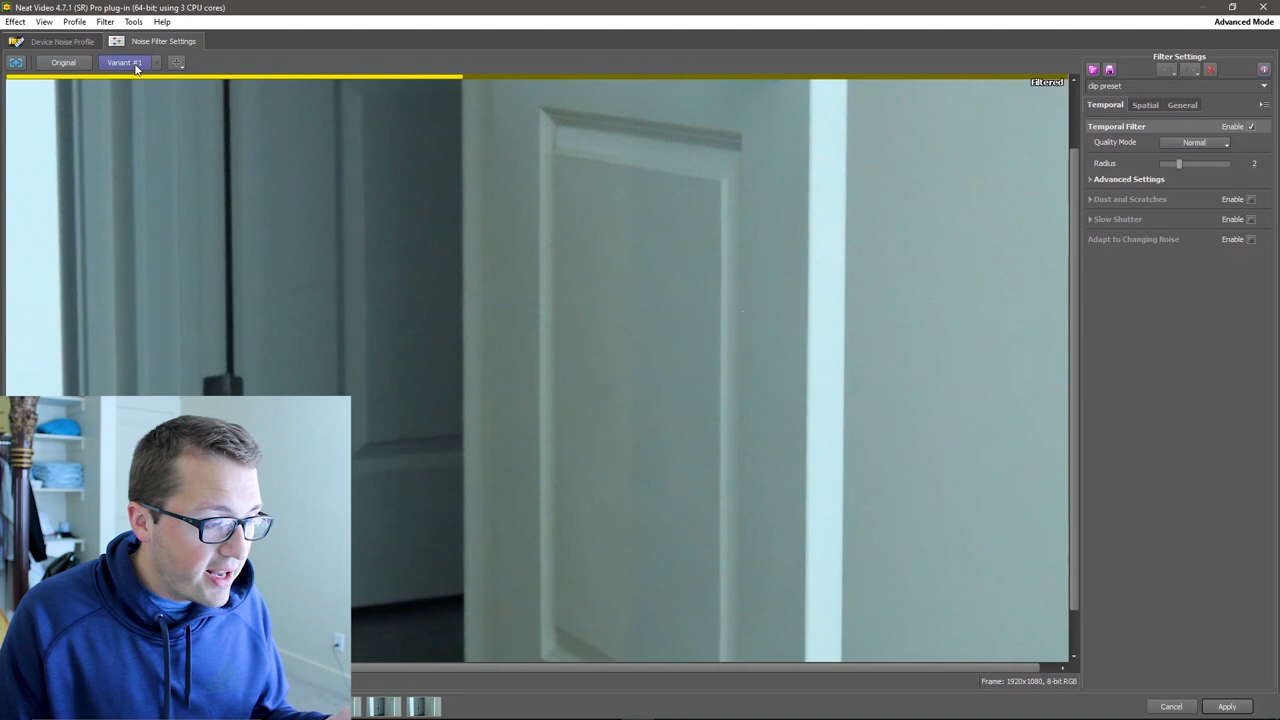 Neat Video 4.7.1 (SR) Pro plug-in (64-bit; using 3 CPU cores)
Effect View Profile Filter Tools Help Advanced Mode
Device Noise Profile Noise Filter Settings
Original Variant #1
Filter Settings
Filtered
clip preset
Temporal Spatial General
Temporal Filter Enable
Quality Mode Normal
Radius 2
Advanced Settings
Dust and Scratches Enable
Slow Shutter Enable
Adapt to Changing Noise Enable
Frame: 1920x1080, 8-bit RGB
Cancel Apply